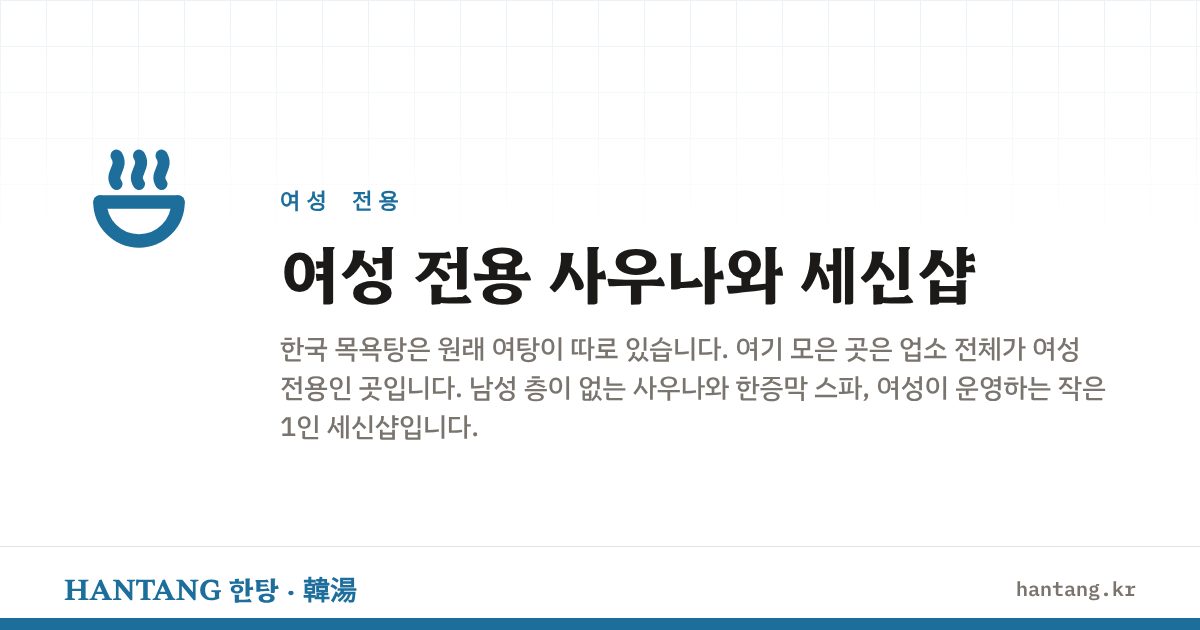 여성 전용
여성 전용 사우나와 세신샵
한국 목욕탕은 원래 여탕이 따로 있습니다. 여기 모은 곳은 업소 전체가 여성
전용인 곳입니다. 남성 층이 없는 사우나와 한증막 스파, 여성이 운영하는 작은
1인 세신샵입니다.
HANTANG 한탕 · 韓湯
hantang.kr